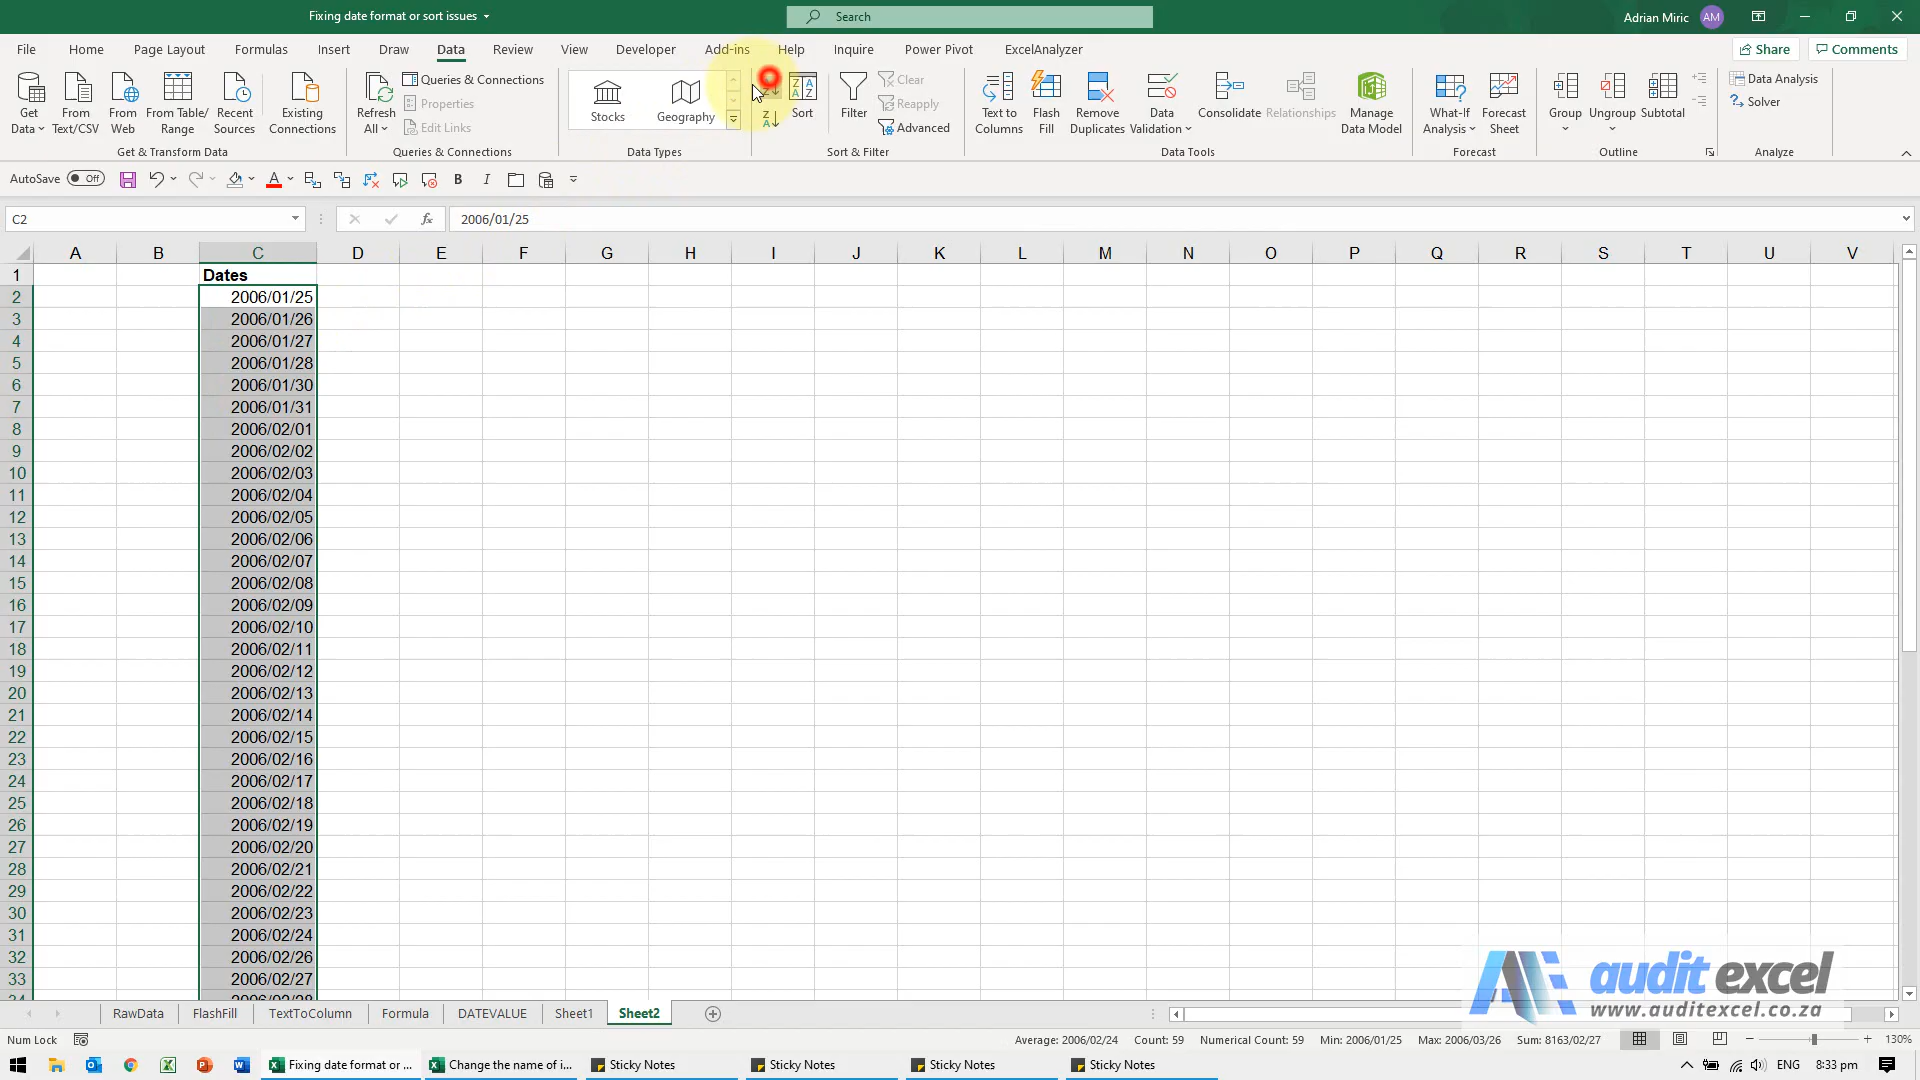 Fixing date format or sort issues
Search
Adrian Miric
AM
File Home Page Layout Formulas Insert Draw Data Review View Developer Add-ins Help Inquire Power Pivot ExcelAnalyzer
Share
Comments
Get Data
From Text/CSV
From Web
From Table/ Range
Recent Sources
Existing Connections
Get & Transform Data
Refresh All
Queries & Connections
Properties
Edit Links
Queries & Connections
Stocks
Geography
Data Types
Sort
Filter
Clear
Reapply
Advanced
Sort & Filter
Text to Columns
Flash Fill
Remove Duplicates
Data Validation
Consolidate
Relationships
Manage Data Model
Data Tools
What-If Analysis
Forecast Sheet
Forecast
Group
Ungroup
Subtotal
Outline
Data Analysis
Solver
Analyze
AutoSave Off
C2
2006/01/25
A B C D E F G H I J K L M N O P Q R S T U V
1 Dates
2 2006/01/25
3 2006/01/26
4 2006/01/27
5 2006/01/28
6 2006/01/30
7 2006/01/31
8 2006/02/01
9 2006/02/02
10 2006/02/03
11 2006/02/04
12 2006/02/05
13 2006/02/06
14 2006/02/07
15 2006/02/08
16 2006/02/09
17 2006/02/10
18 2006/02/11
19 2006/02/12
20 2006/02/13
21 2006/02/14
22 2006/02/15
23 2006/02/16
24 2006/02/17
25 2006/02/18
26 2006/02/19
27 2006/02/20
28 2006/02/21
29 2006/02/22
30 2006/02/23
31 2006/02/24
32 2006/02/26
33 2006/02/27
34 2006/02/28
audit excel
www.auditexcel.co.za
RawData FlashFill TextToColumn Formula DATEVALUE Sheet1 Sheet2
Num Lock
Average: 2006/02/24 Count: 59 Numerical Count: 59 Min: 2006/01/25 Max: 2006/03/26 Sum: 8163/02/27
130%
Fixing date format or ...
Change the name of i...
Sticky Notes
Sticky Notes
Sticky Notes
Sticky Notes
ENG
8:33 pm